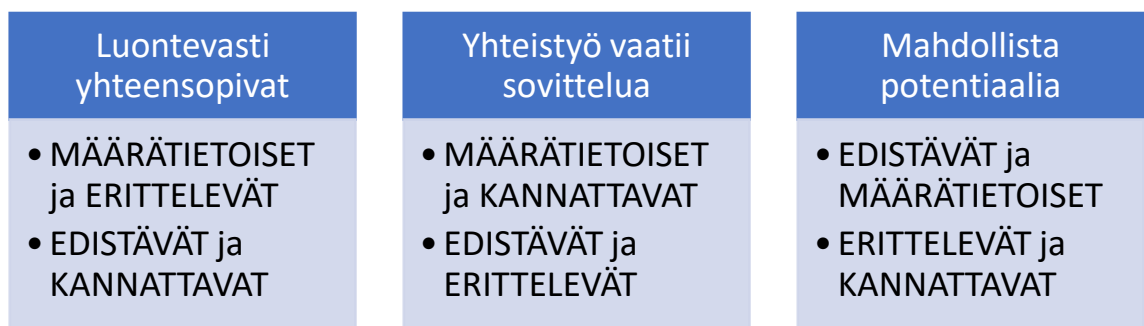 Luontevasti
yhteensopivat
• MÄÄRÄTIETOISET
ja ERITTELEVÄT
• EDISTÄVÄT ja
KANNATTAVAT
Yhteistyö vaatii
sovittelua
• MÄÄRÄTIETOISET
ja KANNATTAVAT
• EDISTÄVÄT ja
ERITTELEVÄT
Mahdollista
potentiaalia
• EDISTÄVÄT ja
MÄÄRÄTIETOISET
• ERITTELEVÄT ja
KANNATTAVAT